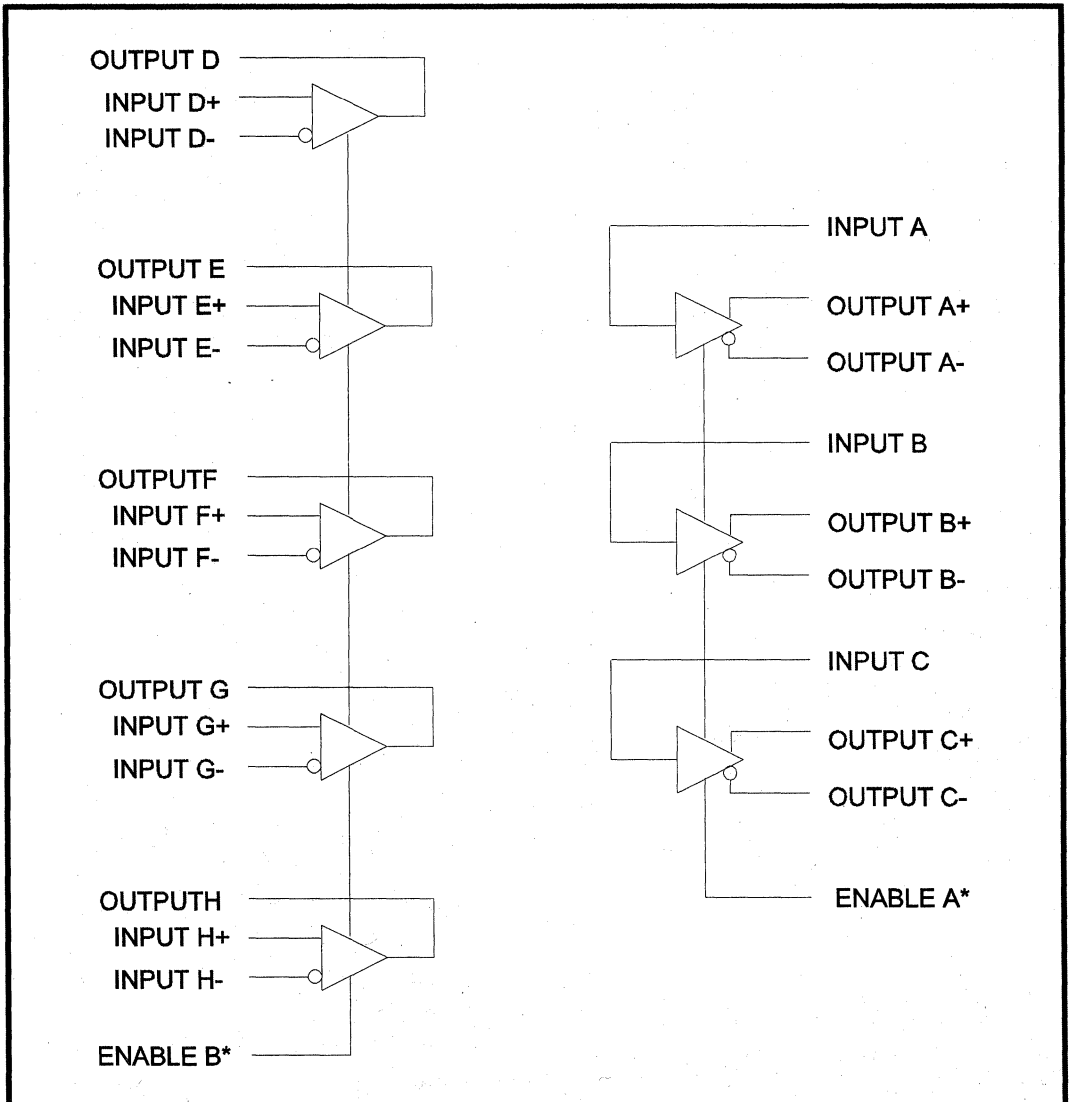 OUTPUT D
INPUT D+
INPUT D-
OUTPUT E
INPUT E+
INPUT E-
OUTPUTF
INPUT F+
INPUT F-
OUTPUT G
INPUT G+
INPUT G-
OUTPUTH
INPUT H+
INPUT H-
ENABLE B*
INPUT A
OUTPUT A+
OUTPUT A-
INPUT B
OUTPUT B+
OUTPUT B-
INPUT C
OUTPUT C+
OUTPUT C-
ENABLE A*